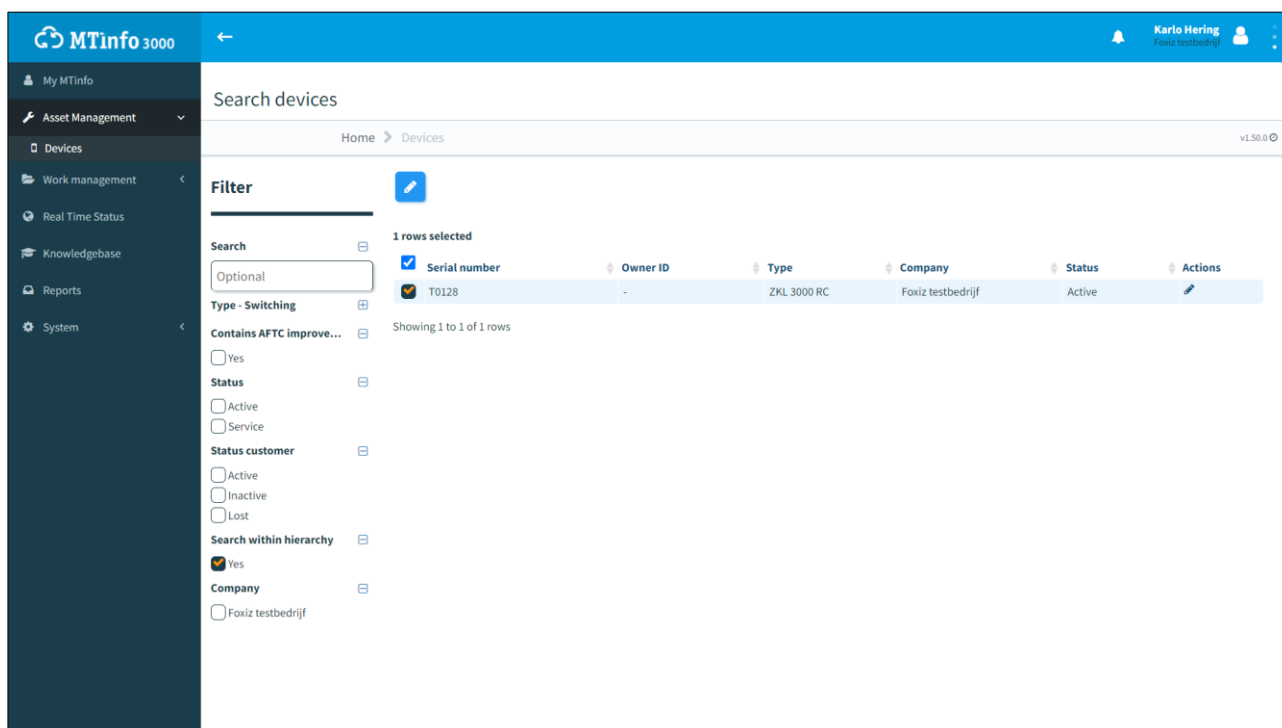 MTinfo 3000
Karlo Hering
Foxiz testbedrijf
My MTinfo
Asset Management
Devices
Work management
Real Time Status
Knowledgebase
Reports
System
Search devices
Home Devices
v1.50.0
Filter
Search
Optional
Type - Switching
Contains AFTC improve...
Yes
Status
Active
Service
Status customer
Active
Inactive
Lost
Search within hierarchy
Yes
Company
Foxiz testbedrijf
1 rows selected
Serial number Owner ID Type Company Status Actions
T0128 - ZKL 3000 RC Foxiz testbedrijf Active
Showing 1 to 1 of 1 rows